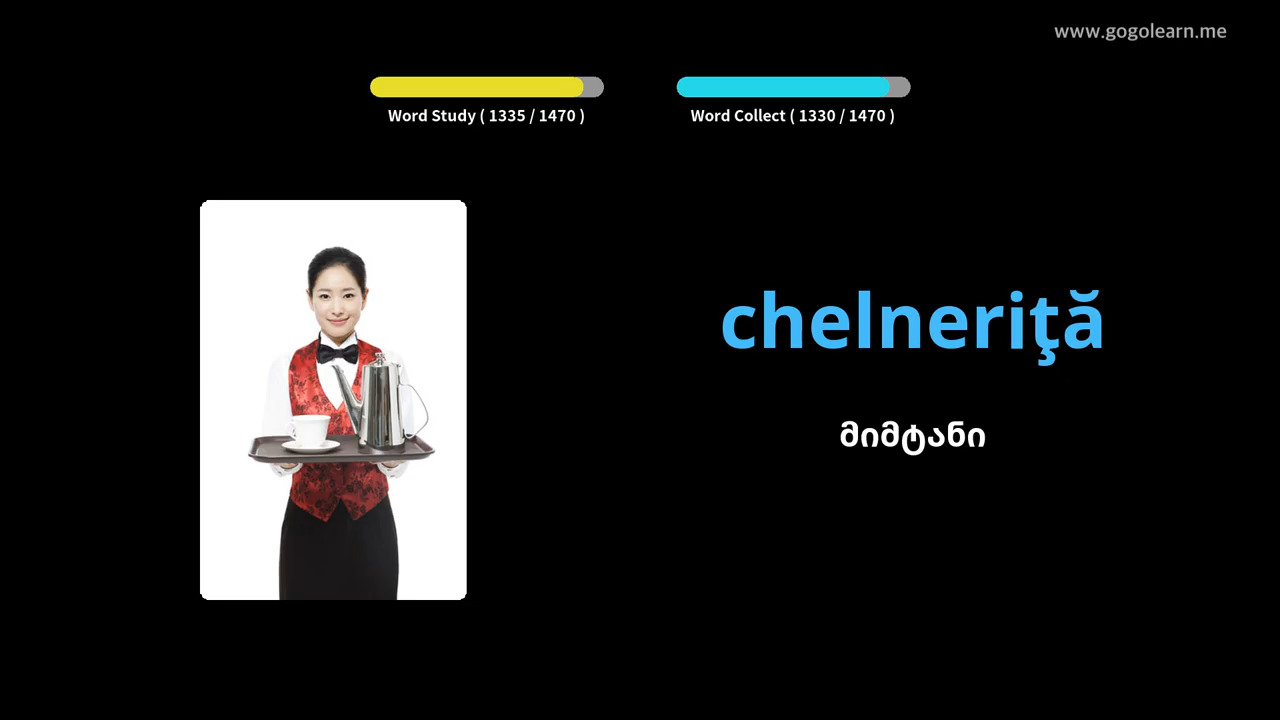 www.gogolearn.me
Word Study ( 1335 / 1470 )
Word Collect ( 1330 / 1470 )
chelneriţă
მიმტანი